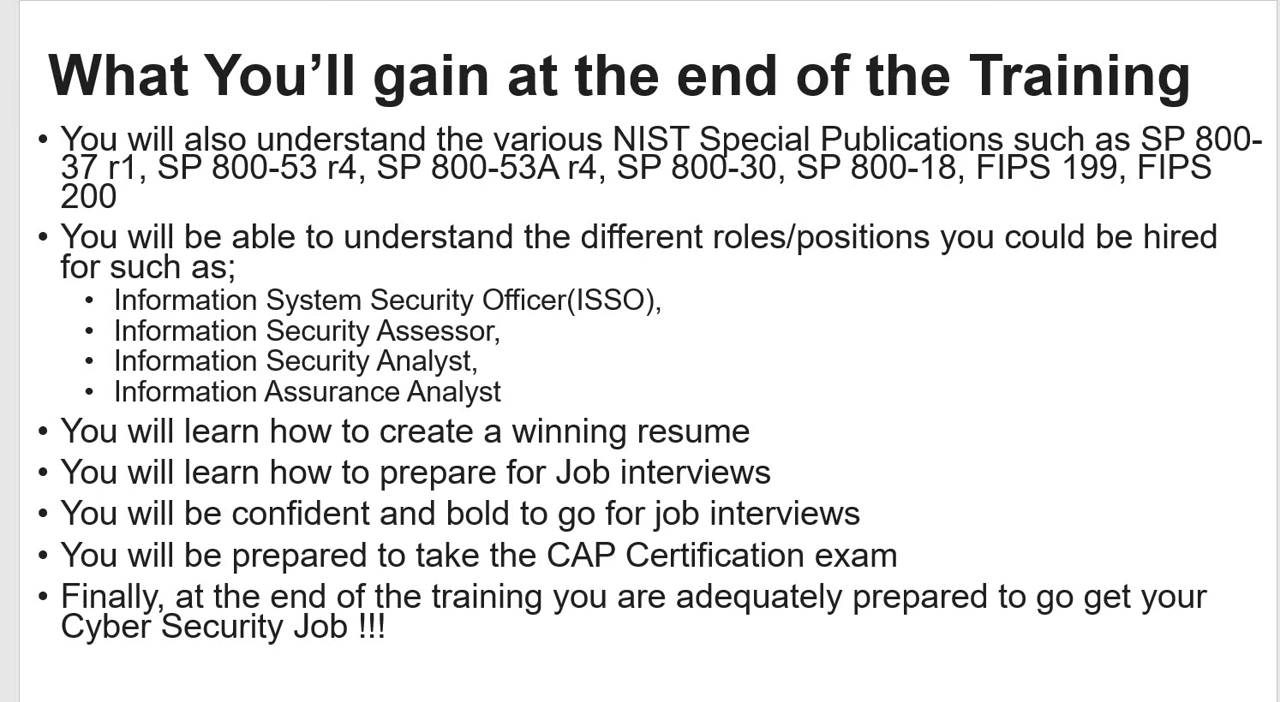 What You’ll gain at the end of the Training
• You will also understand the various NIST Special Publications such as SP 800-
37 r1, SP 800-53 r4, SP 800-53A r4, SP 800-30, SP 800-18, FIPS 199, FIPS
200
• You will be able to understand the different roles/positions you could be hired
for such as;
• Information System Security Officer(ISSO),
• Information Security Assessor,
• Information Security Analyst,
• Information Assurance Analyst
• You will learn how to create a winning resume
• You will learn how to prepare for Job interviews
• You will be confident and bold to go for job interviews
• You will be prepared to take the CAP Certification exam
• Finally, at the end of the training you are adequately prepared to go get your
Cyber Security Job !!!